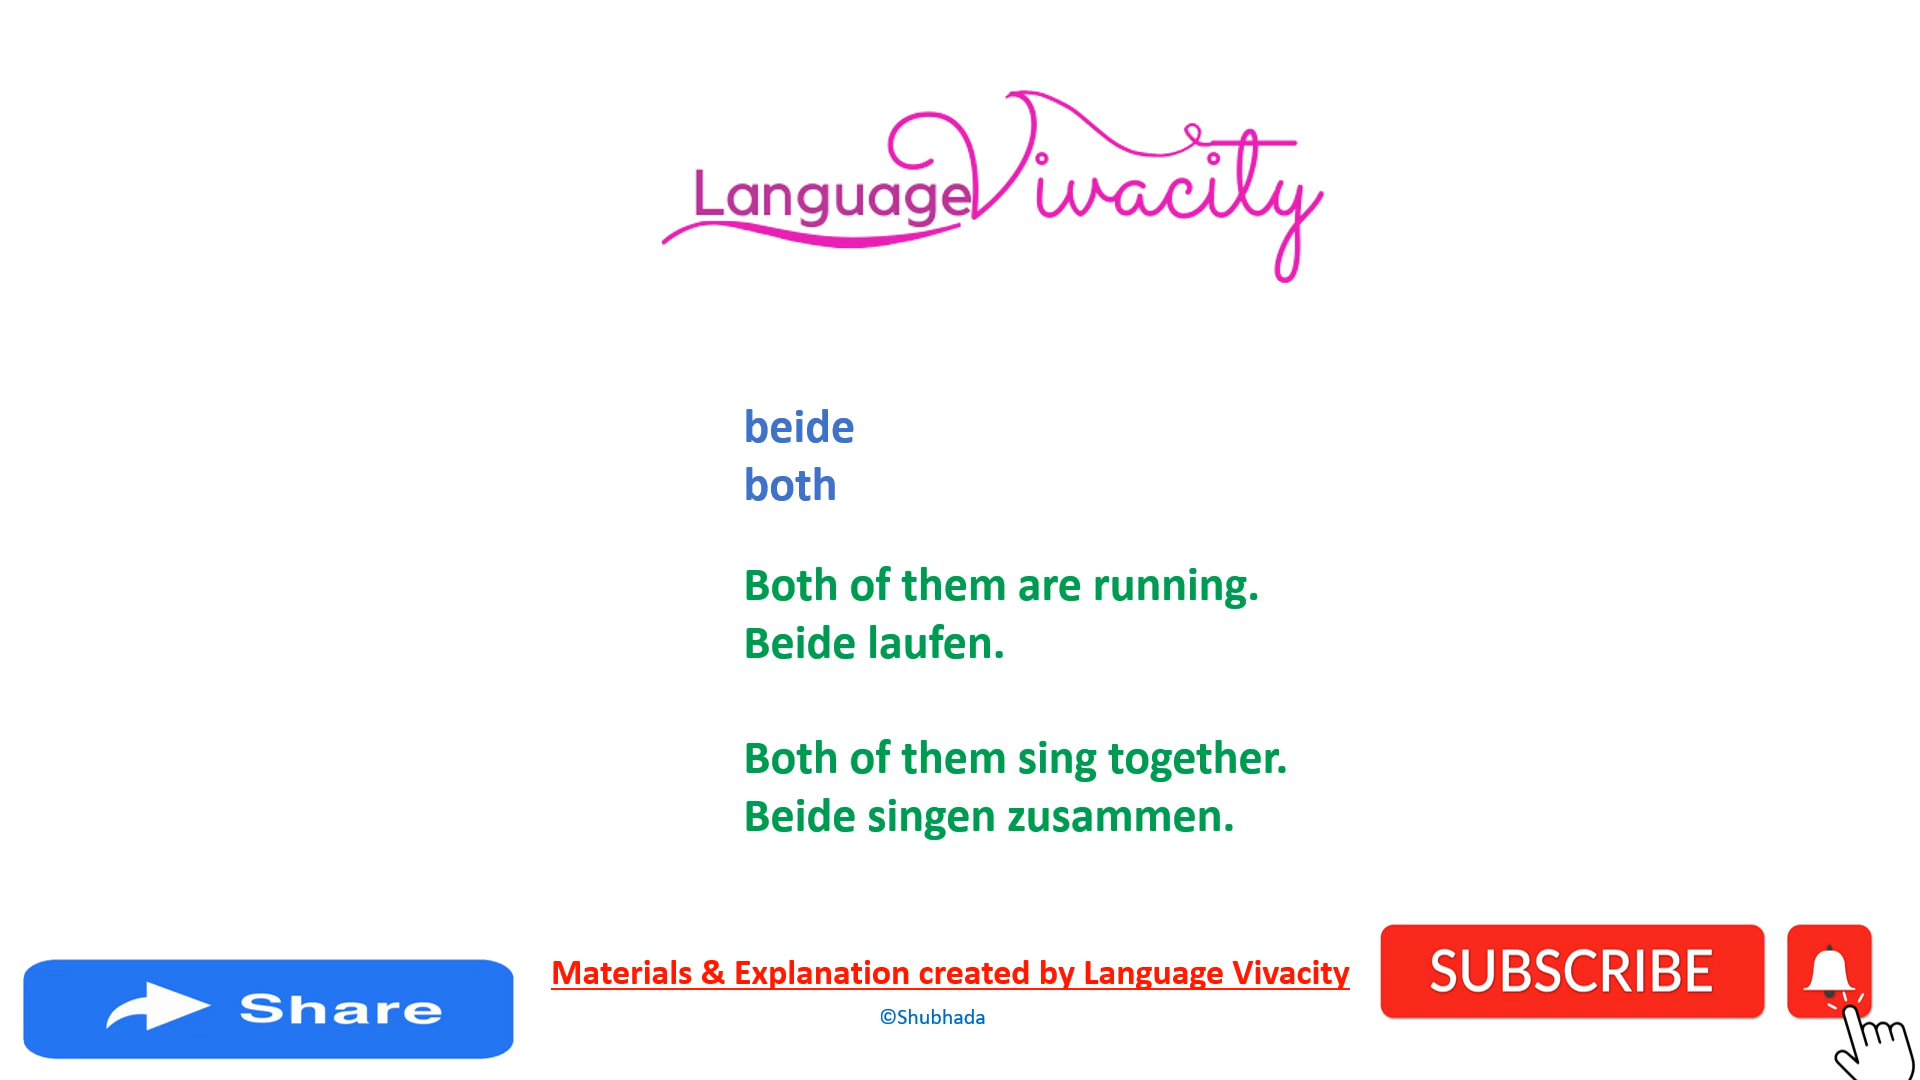 Language Vivacity
beide
both
Both of them are running.
Beide laufen.
Both of them sing together.
Beide singen zusammen.
Share
Materials & Explanation created by Language Vivacity
©Shubhada
SUBSCRIBE